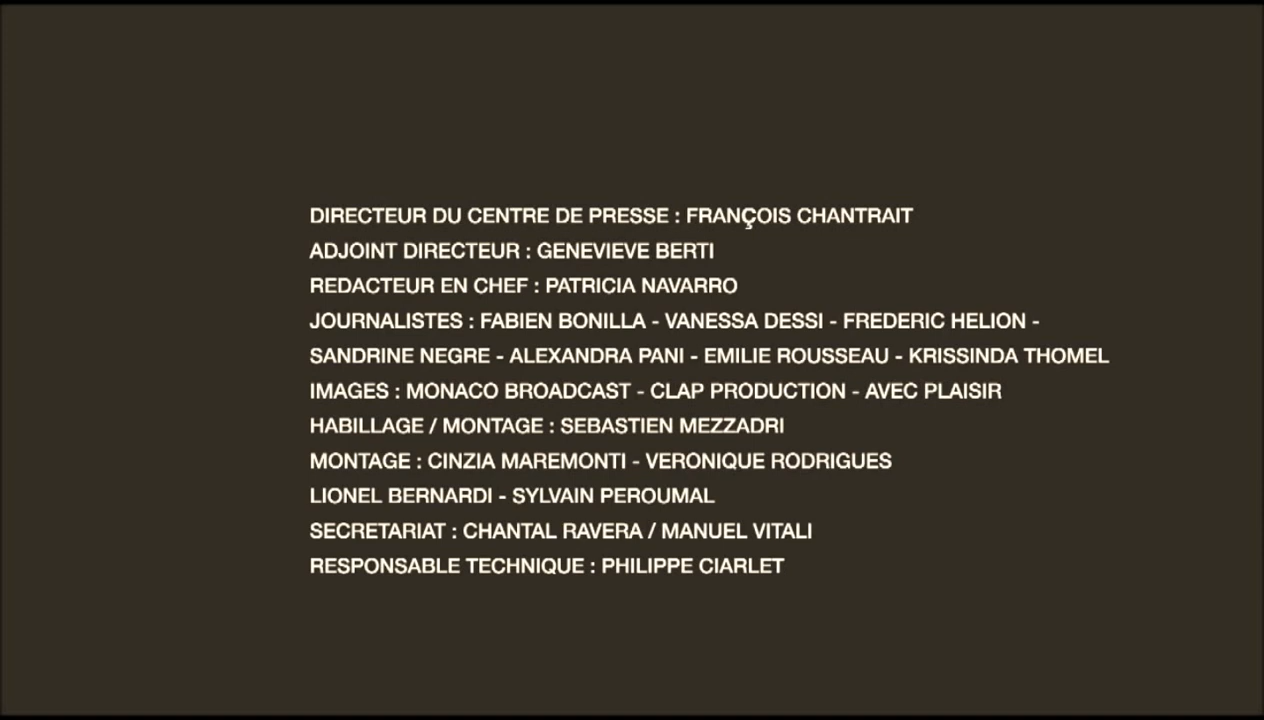 DIRECTEUR DU CENTRE DE PRESSE : FRANÇOIS CHANTRAIT
ADJOINT DIRECTEUR : GENEVIEVE BERTI
REDACTEUR EN CHEF : PATRICIA NAVARRO
JOURNALISTES : FABIEN BONILLA - VANESSA DESSI - FREDERIC HELION -
SANDRINE NEGRE - ALEXANDRA PANI - EMILIE ROUSSEAU - KRISSINDA THOMEL
IMAGES : MONACO BROADCAST - CLAP PRODUCTION - AVEC PLAISIR
HABILLAGE / MONTAGE : SEBASTIEN MEZZADRI
MONTAGE : CINZIA MAREMONTI - VERONIQUE RODRIGUES
LIONEL BERNARDI - SYLVAIN PEROUMAL
SECRETARIAT : CHANTAL RAVERA / MANUEL VITALI
RESPONSABLE TECHNIQUE : PHILIPPE CIARLET